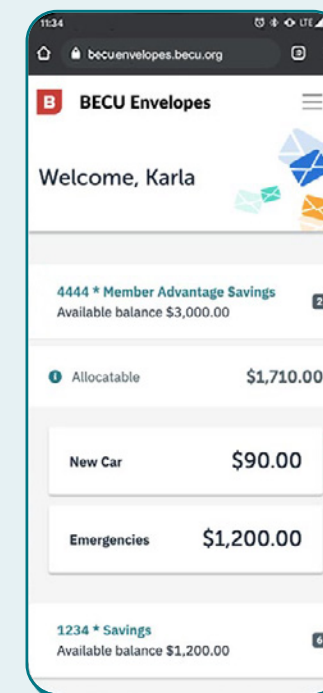 11:34 LTE
becuenvelopes.becu.org
B BECU Envelopes
Welcome, Karla
4444 * Member Advantage Savings 2
Available balance $3,000.00
i Allocatable $1,710.00
New Car $90.00
Emergencies $1,200.00
1234 * Savings 6
Available balance $1,200.00